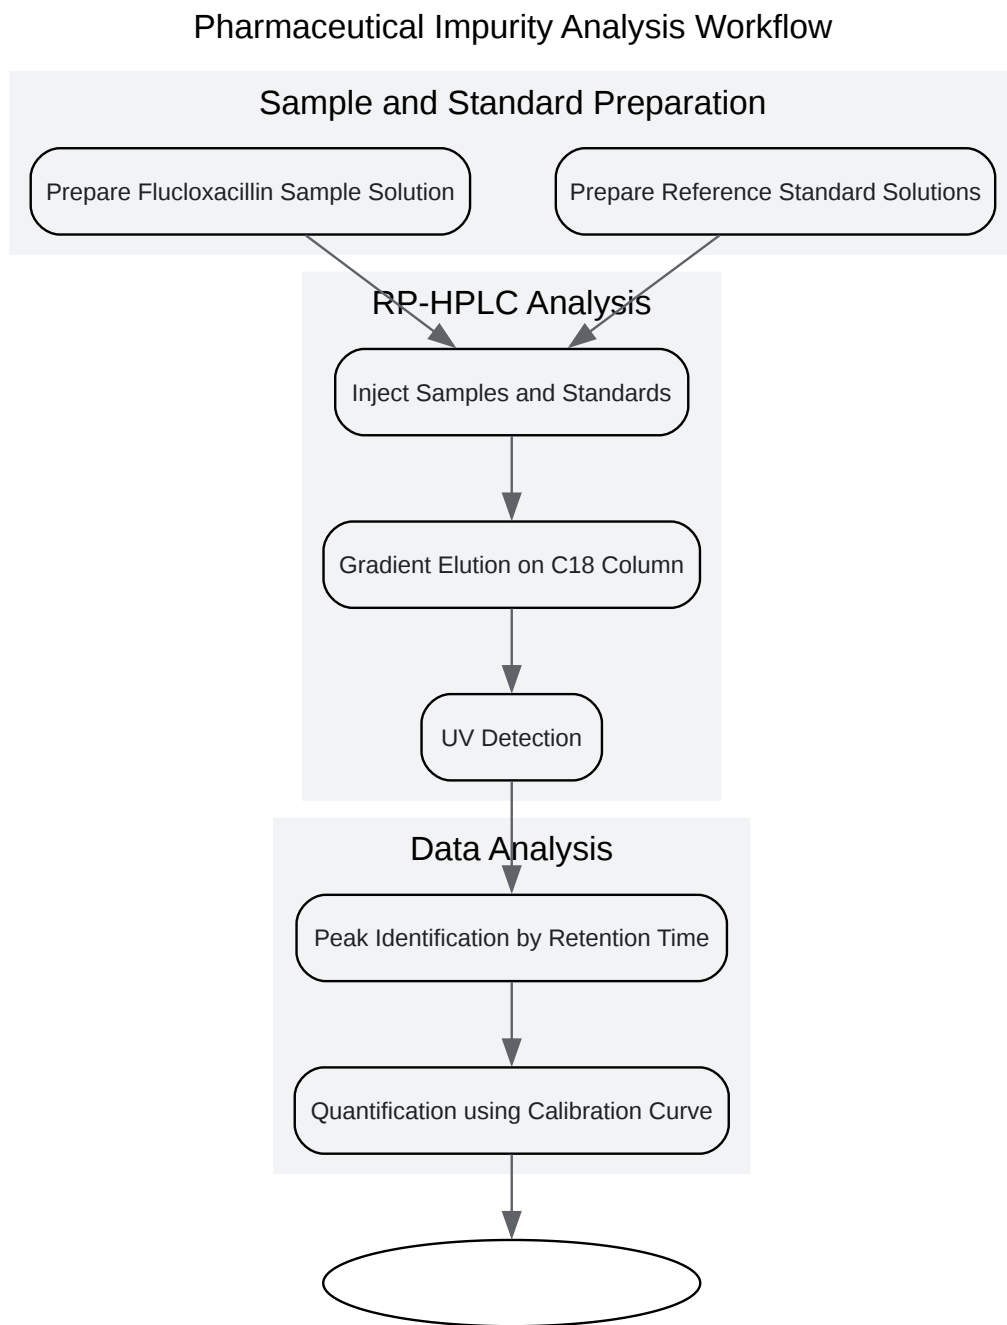 Pharmaceutical Impurity Analysis Workflow
Sample and Standard Preparation
Prepare Flucloxacillin Sample Solution
Prepare Reference Standard Solutions
RP-HPLC Analysis
Inject Samples and Standards
Gradient Elution on C18 Column
UV Detection
Data Analysis
Peak Identification by Retention Time
Quantification using Calibration Curve